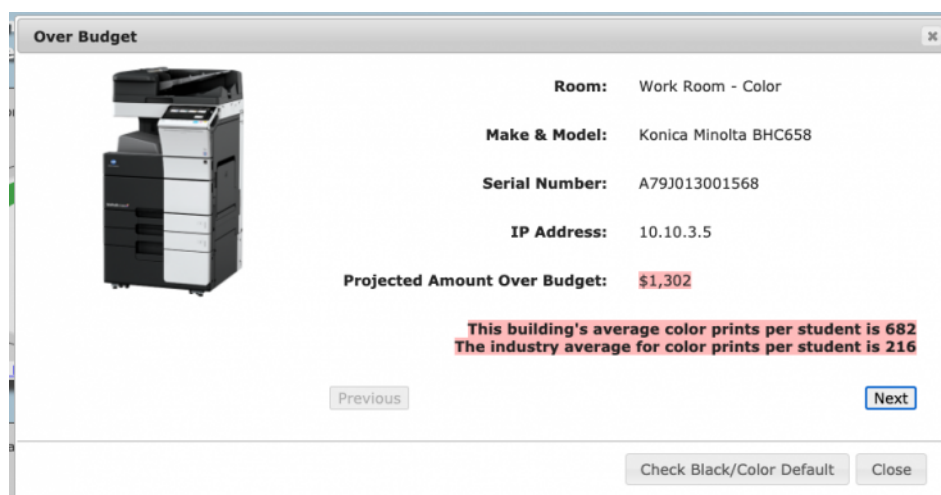 Over Budget
Room: Work Room - Color
Make & Model: Konica Minolta BHC658
Serial Number: A79J013001568
IP Address: 10.10.3.5
Projected Amount Over Budget: $1,302
This building's average color prints per student is 682
The industry average for color prints per student is 216
Previous Next
Check Black/Color Default Close